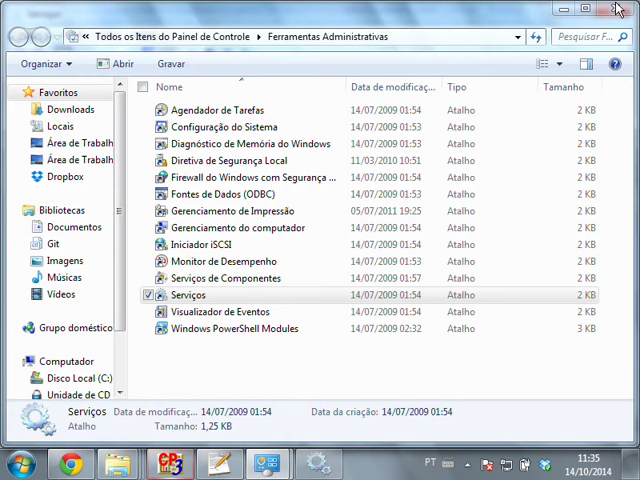 « Todos os Itens do Painel de Controle ▸ Ferramentas Administrativas
Pesquisar F...
Organizar Abrir Gravar
Nome Data de modificaç... Tipo Tamanho
Favoritos
Downloads
Locais
Área de Trabalh
Área de Trabalh
Dropbox
Bibliotecas
Documentos
Git
Imagens
Músicas
Vídeos
Grupo doméstico
Computador
Disco Local (C:)
Unidade de CD
Agendador de Tarefas 14/07/2009 01:54 Atalho 2 KB
Configuração do Sistema 14/07/2009 01:53 Atalho 2 KB
Diagnóstico de Memória do Windows 14/07/2009 01:53 Atalho 2 KB
Diretiva de Segurança Local 11/03/2010 10:51 Atalho 2 KB
Firewall do Windows com Segurança ... 14/07/2009 01:54 Atalho 2 KB
Fontes de Dados (ODBC) 14/07/2009 01:53 Atalho 2 KB
Gerenciamento de Impressão 05/07/2011 19:25 Atalho 2 KB
Gerenciamento do computador 14/07/2009 01:54 Atalho 2 KB
Iniciador iSCSI 14/07/2009 01:54 Atalho 2 KB
Monitor de Desempenho 14/07/2009 01:53 Atalho 2 KB
Serviços de Componentes 14/07/2009 01:57 Atalho 2 KB
Serviços 14/07/2009 01:54 Atalho 2 KB
Visualizador de Eventos 14/07/2009 01:54 Atalho 2 KB
Windows PowerShell Modules 14/07/2009 02:32 Atalho 3 KB
Serviços Data de modificaç... 14/07/2009 01:54 Data da criação: 14/07/2009 01:54
Atalho Tamanho: 1,25 KB
PT
11:35
14/10/2014